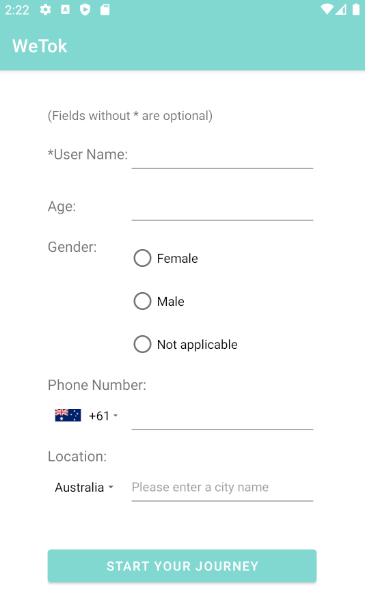 2:22
WeTok
(Fields without * are optional)
*User Name:
Age:
Gender:
Female
Male
Not applicable
Phone Number:
+61
Location:
Australia Please enter a city name
START YOUR JOURNEY